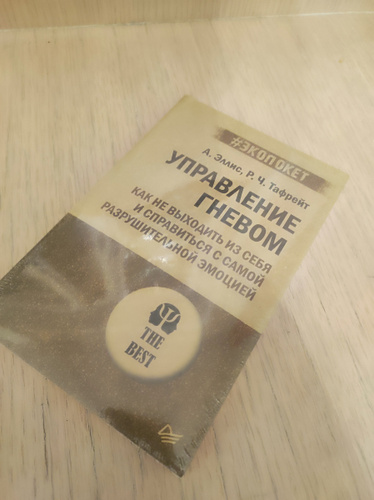 #ЭКОПОКЕТ
А. Эллис, Р. Ч. Тафрейт
УПРАВЛЕНИЕ
ГНЕВОМ
КАК НЕ ВЫХОДИТЬ ИЗ СЕБЯ
И СПРАВИТЬСЯ С САМОЙ
РАЗРУШИТЕЛЬНОЙ ЭМОЦИЕЙ
Ψ
THE
BEST